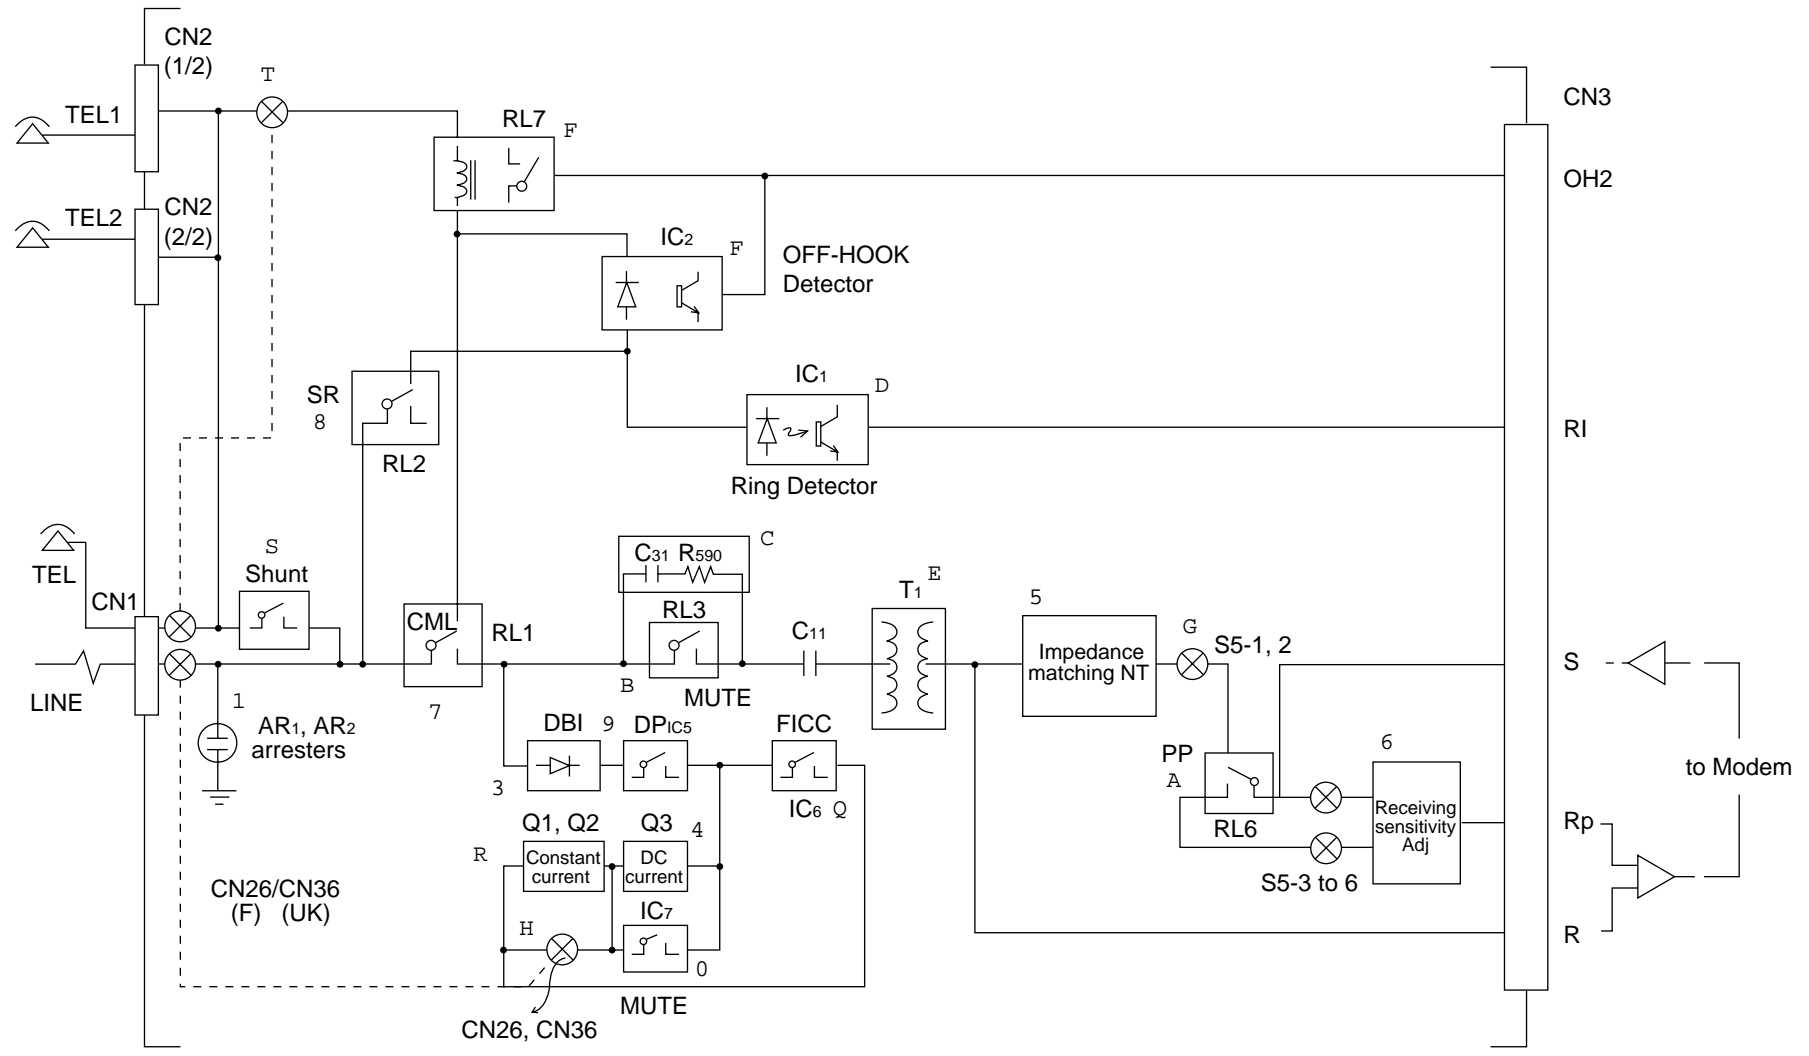 CN2
(1/2)
T
CN3
TEL1
RL7
F
OH2
TEL2
CN2
(2/2)
IC2
F
OFF-HOOK
Detector
IC1
D
SR
8
RI
RL2
Ring Detector
S
Shunt
C
C31 R590
TEL
CN1
CML
RL1
RL3
T1
E
5
C11
G
S5-1, 2
Impedance
matching NT
S
LINE
B
MUTE
1
7
AR1, AR2
arresters
DBI
9
DPIC5
FICC
PP
A
6
to Modem
3
IC6
Q
Receiving
sensitivity
Adj
Rp
RL6
Q1, Q2
Q3
4
R
Constant
current
DC
current
S5-3 to 6
CN26/CN36
(F) (UK)
IC7
H
R
0
MUTE
CN26, CN36